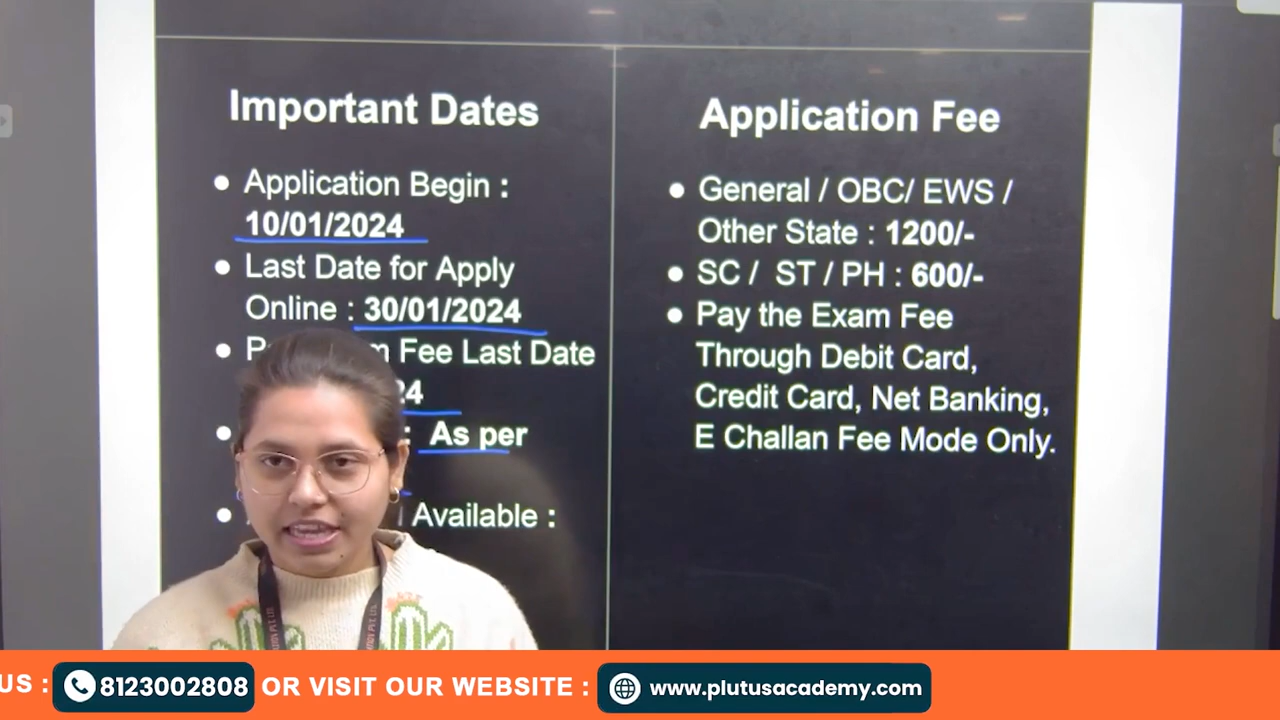 Important Dates
● Application Begin :
10/01/2024
● Last Date for Apply
Online : 30/01/2024
● Fee Last Date
24
● : As per
● Available :
Application Fee
● General / OBC/ EWS /
Other State : 1200/-
● SC / ST / PH : 600/-
● Pay the Exam Fee
Through Debit Card,
Credit Card, Net Banking,
E Challan Fee Mode Only.
US : 8123002808 OR VISIT OUR WEBSITE : www.plutusacademy.com